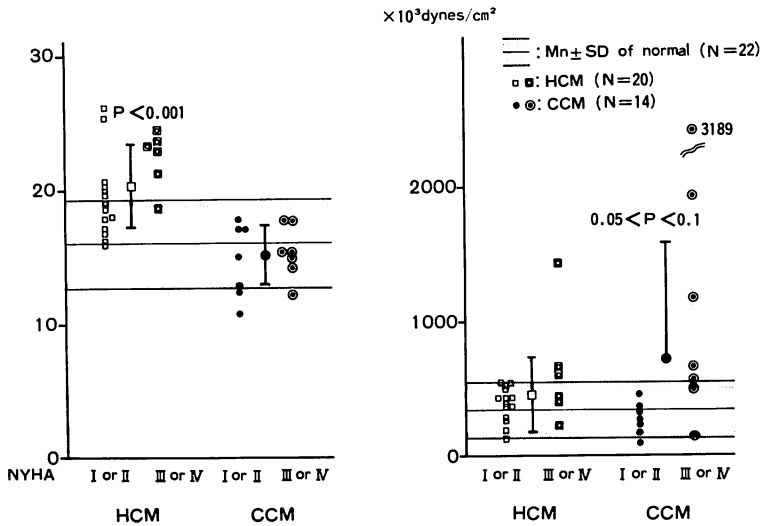 ×10³dynes/cm²
30
20
10
0
P<0.001
NYHA
I or II
III or IV
I or II
III or IV
HCM
CCM
: Mn±SD of normal (N=22)
: HCM (N=20)
: CCM (N=14)
3189
2000
0.05<P<0.1
1000
0
I or II
III or IV
I or II
III or IV
HCM
CCM